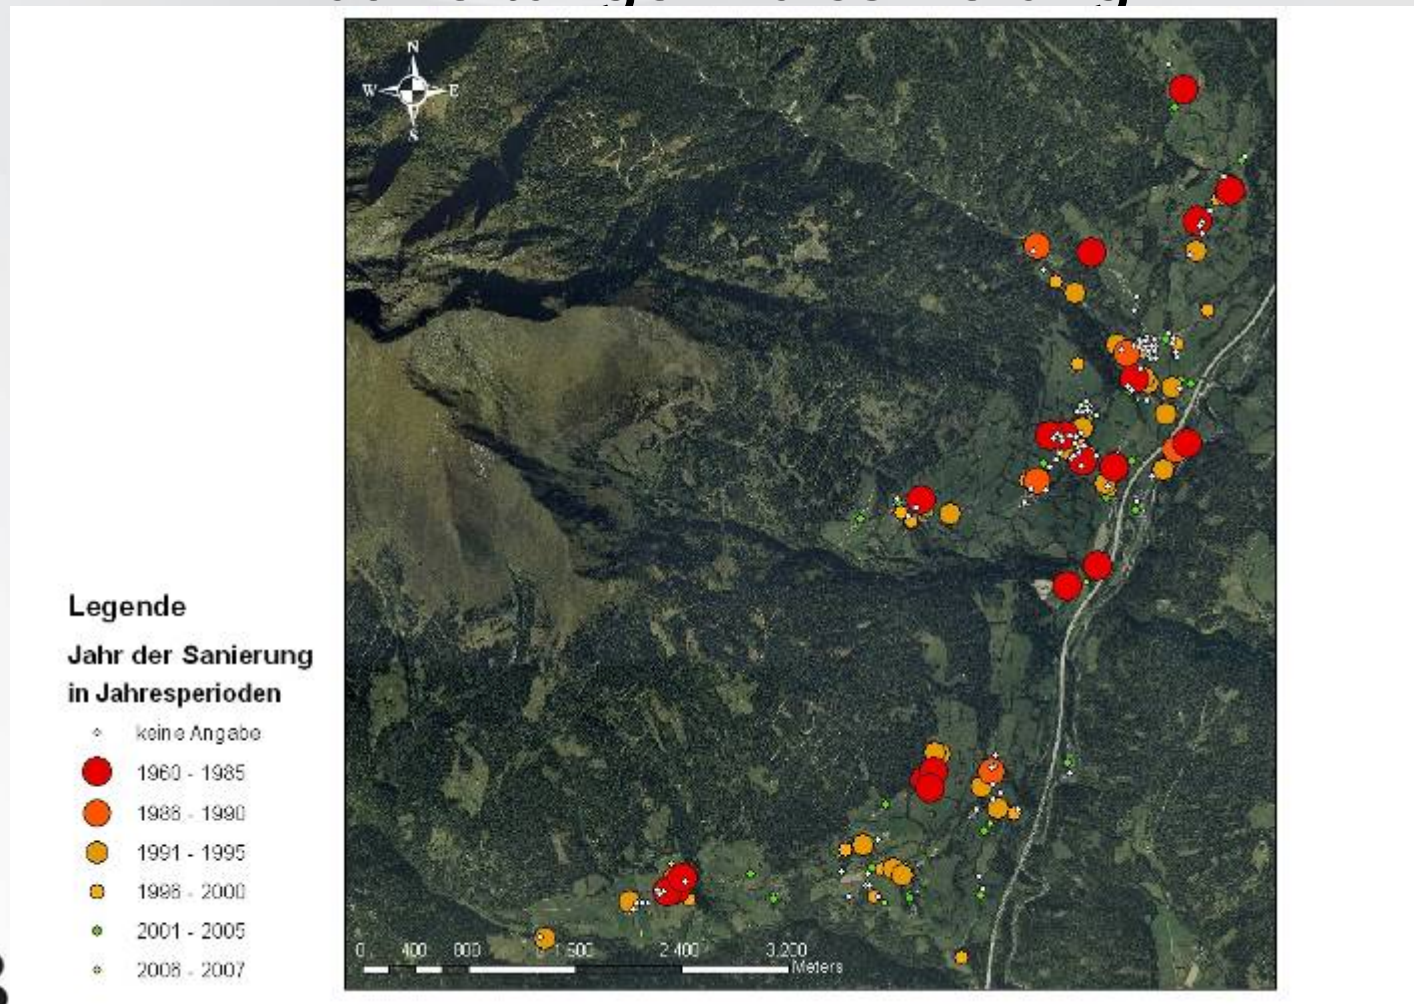 N
W E
S
Legende
Jahr der Sanierung
in Jahresperioden
keine Angabe
1960 - 1985
1986 - 1990
1991 - 1995
1996 - 2000
2001 - 2005
2006 - 2007
0 400 800 1.600 2.400 3.200
Meters